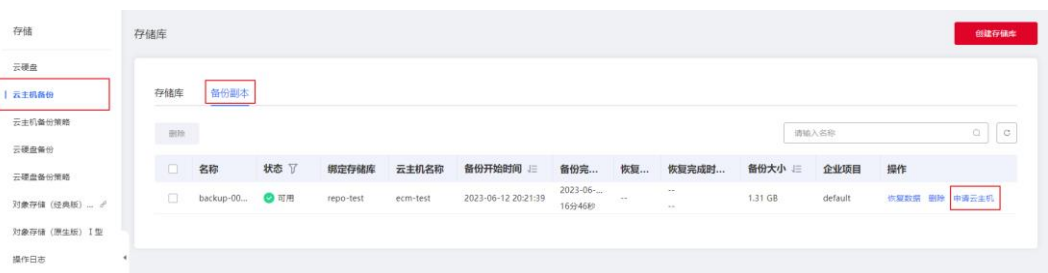 存储
存储库
创建存储库
云硬盘
云主机备份
存储库 备份副本
云主机备份策略
删除
请输入名称
云硬盘备份
云硬盘备份策略
名称 状态 绑定存储库 云主机名称 备份开始时间 备份完... 恢复... 恢复完成时... 备份大小 企业项目 操作
backup-00... 可用 repo-test ecm-test 2023-06-12 20:21:39 2023-06-... 16分46秒 -- -- -- 1.31 GB default 恢复数据 删除 申请云主机
对象存储（经典版）...
对象存储（原生版）I型
操作日志